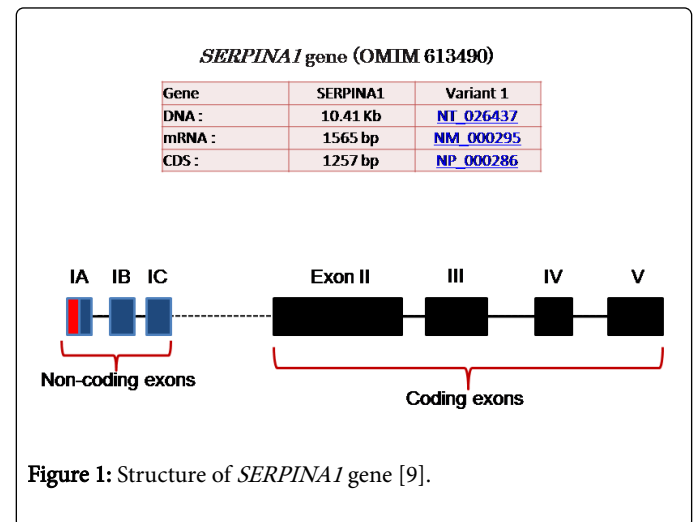 SERPINA1 gene (OMIM 613490)
Gene SERPINA1 Variant 1
DNA : 10.41 Kb NT_026437
mRNA : 1565 bp NM_000295
CDS : 1257 bp NP_000286
IA IB IC Exon II III IV V
Non-coding exons
Coding exons
Figure 1: Structure of SERPINA1 gene [9].